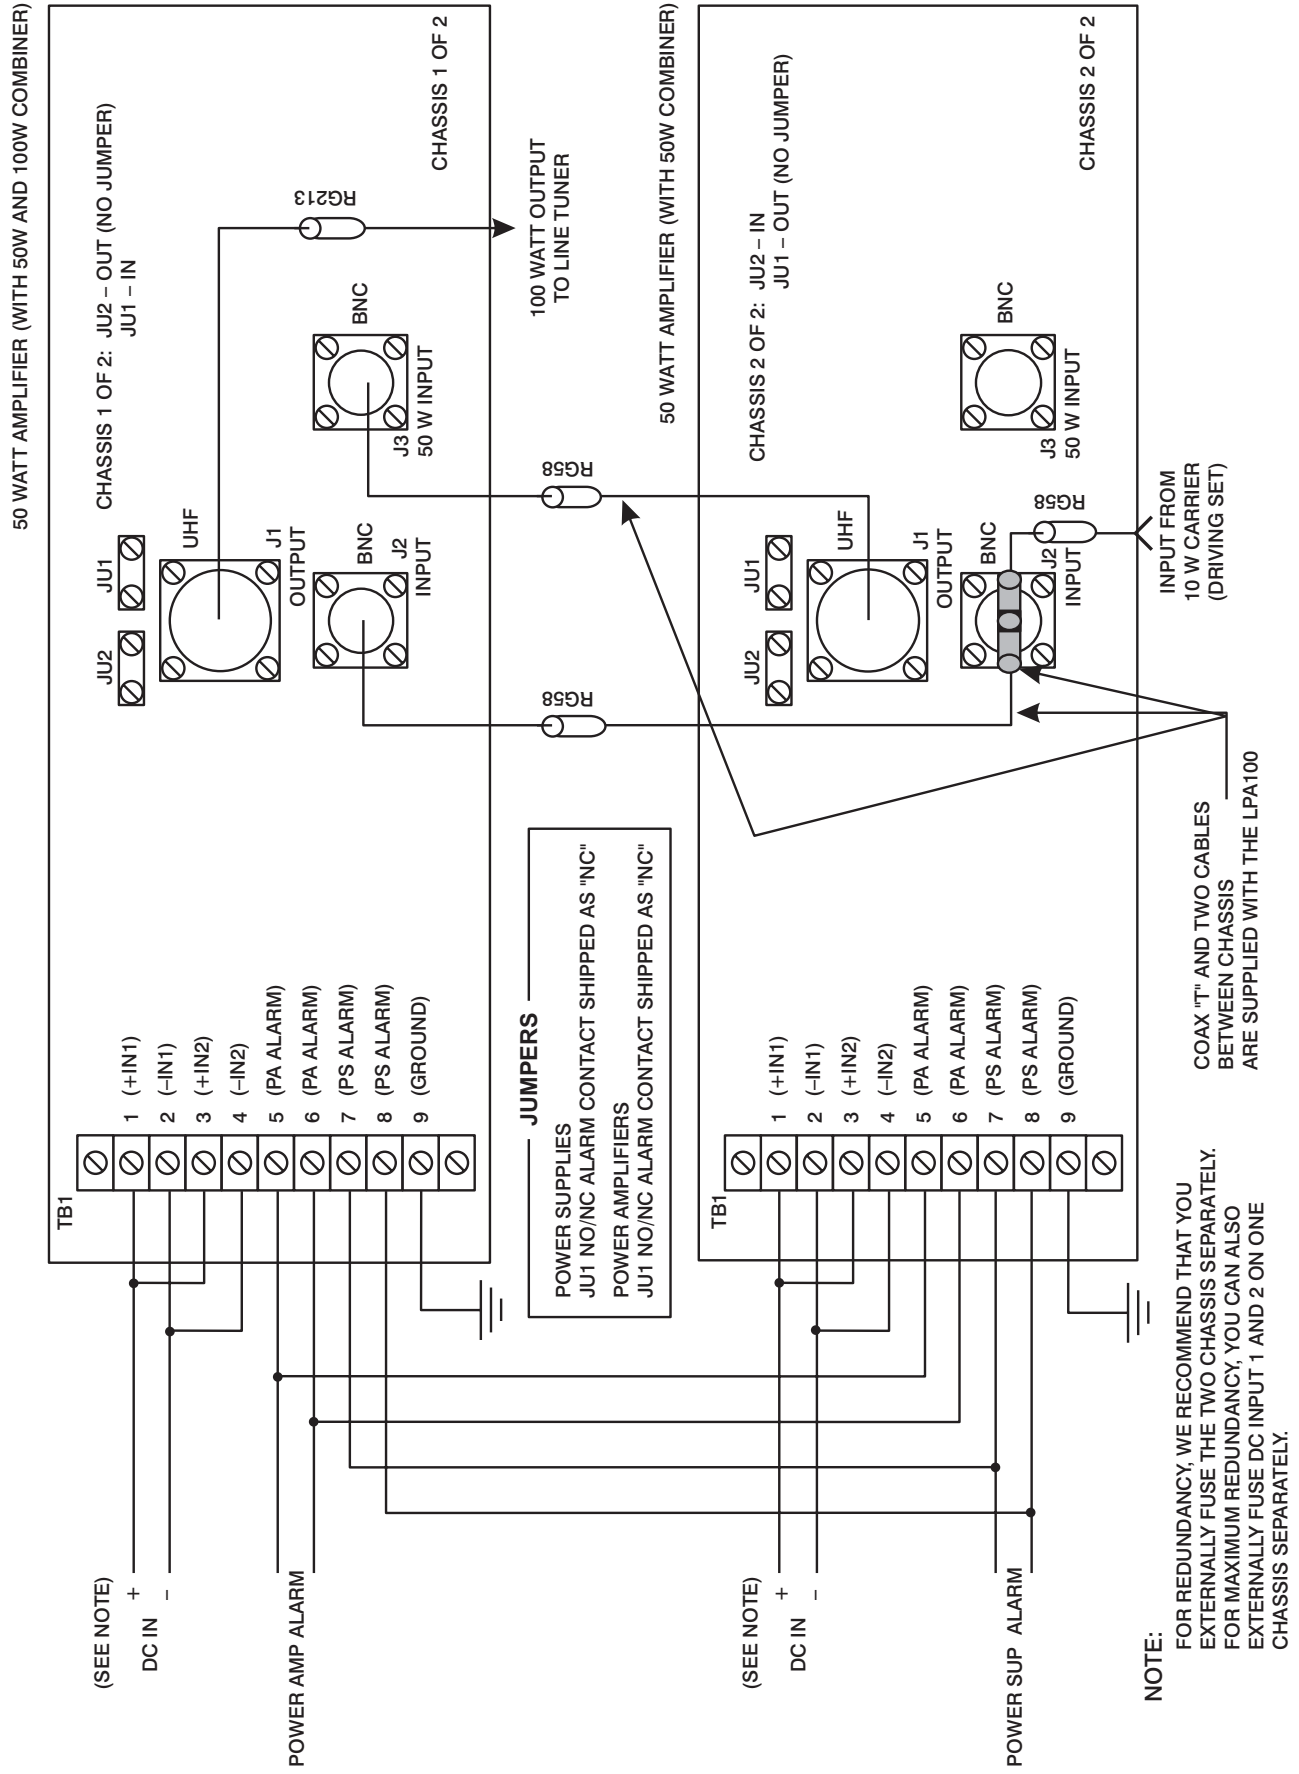 50 WATT AMPLIFIER (WITH 50W AND 100W COMBINER)
CHASSIS 1 OF 2: JU2 – OUT (NO JUMPER)
JU1 – IN
CHASSIS 1 OF 2
TB1
1 (+IN1)
2 (–IN1)
3 (+IN2)
4 (–IN2)
5 (PA ALARM)
6 (PA ALARM)
7 (PS ALARM)
8 (PS ALARM)
9 (GROUND)
JU2
JU1
UHF
J1
OUTPUT
BNC
J2
INPUT
BNC
J3
50 W INPUT
RG213
100 WATT OUTPUT
TO LINE TUNER
(SEE NOTE)
+
DC IN
–
POWER AMP ALARM
JUMPERS
POWER SUPPLIES
JU1 NO/NC ALARM CONTACT SHIPPED AS "NC"
POWER AMPLIFIERS
JU1 NO/NC ALARM CONTACT SHIPPED AS "NC"
RG58
RG58
50 WATT AMPLIFIER (WITH 50W COMBINER)
CHASSIS 2 OF 2: JU2 – IN
JU1 – OUT (NO JUMPER)
CHASSIS 2 OF 2
TB1
1 (+IN1)
2 (–IN1)
3 (+IN2)
4 (–IN2)
5 (PA ALARM)
6 (PA ALARM)
7 (PS ALARM)
8 (PS ALARM)
9 (GROUND)
JU2
JU1
UHF
J1
OUTPUT
BNC
J2
INPUT
RG58
BNC
J3
50 W INPUT
(SEE NOTE)
+
DC IN
–
POWER SUP ALARM
INPUT FROM
10 W CARRIER
(DRIVING SET)
COAX "T" AND TWO CABLES
BETWEEN CHASSIS
ARE SUPPLIED WITH THE LPA100
NOTE:
FOR REDUNDANCY, WE RECOMMEND THAT YOU
EXTERNALLY FUSE THE TWO CHASSIS SEPARATELY.
FOR MAXIMUM REDUNDANCY, YOU CAN ALSO
EXTERNALLY FUSE DC INPUT 1 AND 2 ON ONE
CHASSIS SEPARATELY.